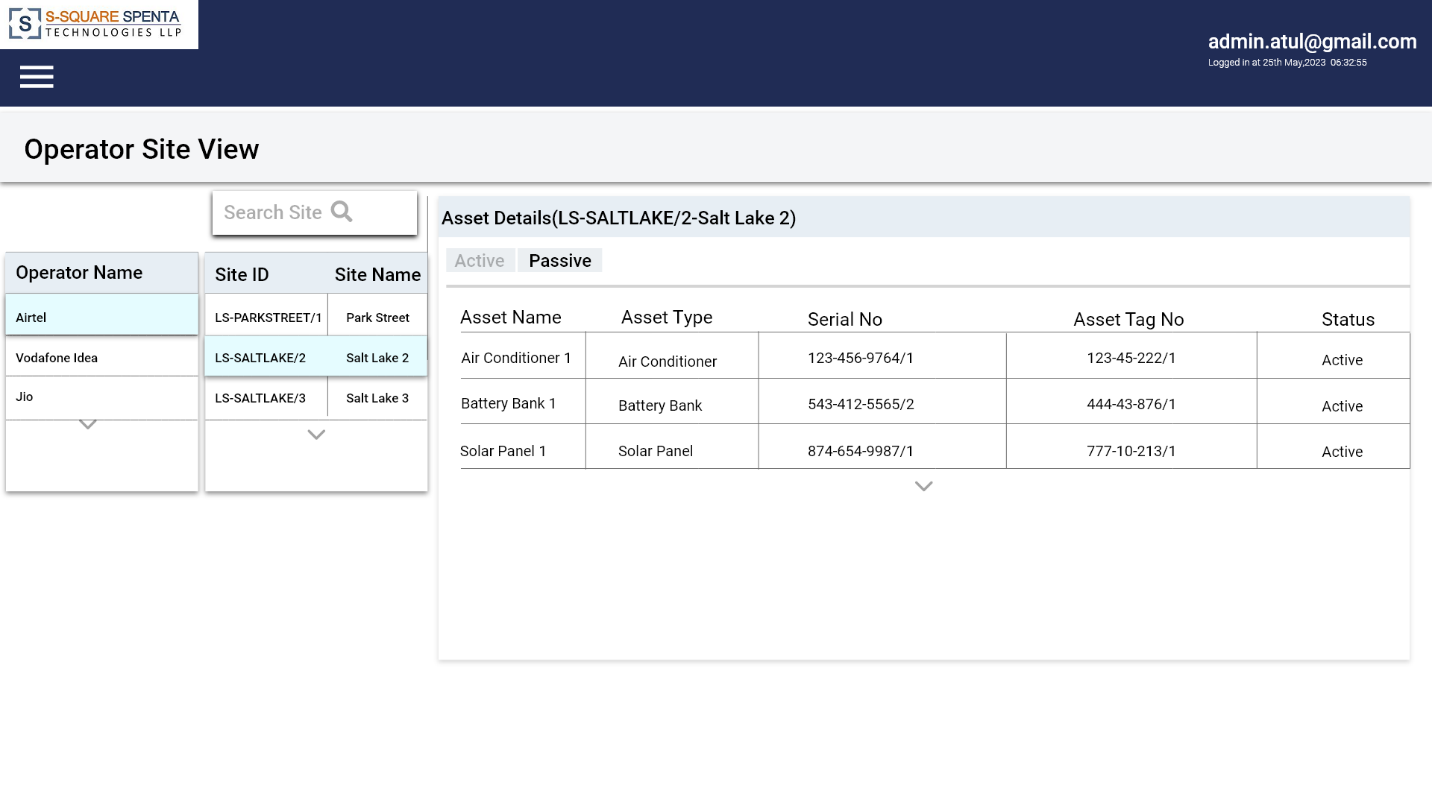 S-SQUARE SPENTA
S
TECHNOLOGIES LLP
admin.atul@gmail.com
Logged in at 25th May,2023 06:32:55
Operator Site View
Search Site
Operator Name
Airtel
Vodafone Idea
Jio
Site ID Site Name
LS-PARKSTREET/1 Park Street
LS-SALTLAKE/2 Salt Lake 2
LS-SALTLAKE/3 Salt Lake 3
Asset Details(LS-SALTLAKE/2-Salt Lake 2)
Active Passive
Asset Name Asset Type Serial No Asset Tag No Status
Air Conditioner 1 Air Conditioner 123-456-9764/1 123-45-222/1 Active
Battery Bank 1 Battery Bank 543-412-5565/2 444-43-876/1 Active
Solar Panel 1 Solar Panel 874-654-9987/1 777-10-213/1 Active